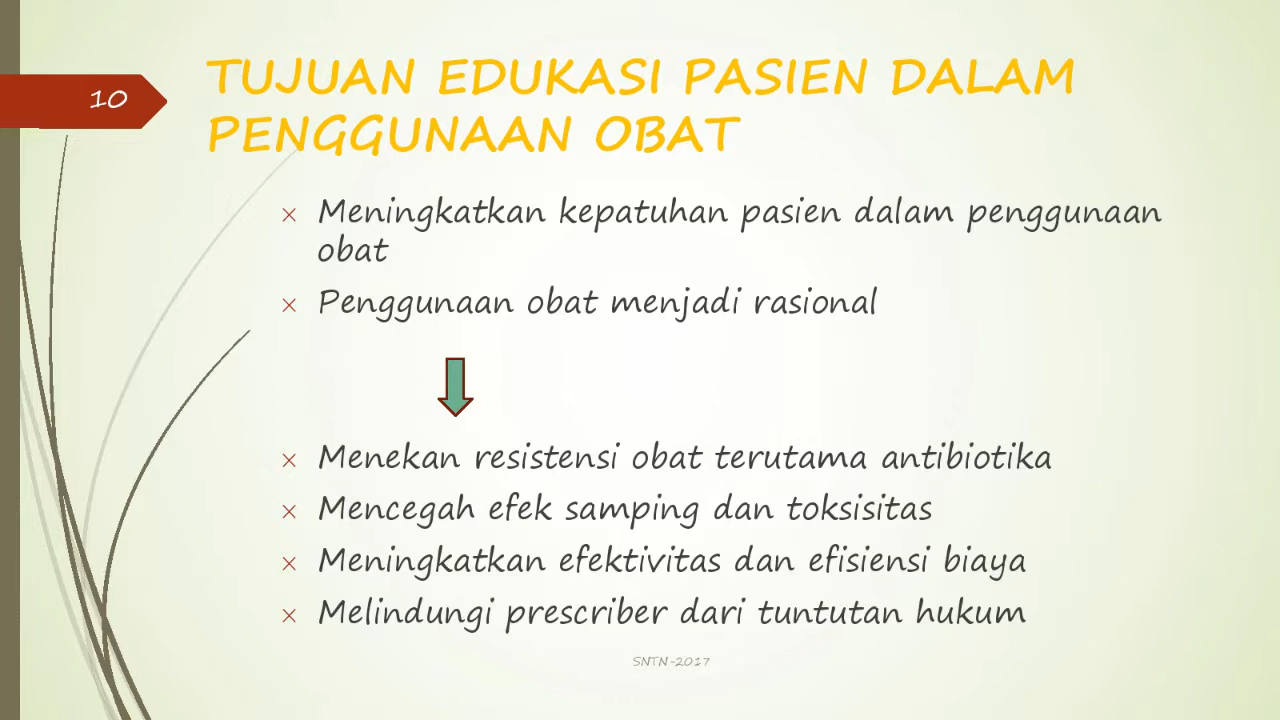 10
TUJUAN EDUKASI PASIEN DALAM
PENGGUNAAN OBAT
× Meningkatkan kepatuhan pasien dalam penggunaan
obat
× Penggunaan obat menjadi rasional
× Menekan resistensi obat terutama antibiotika
× Mencegah efek samping dan toksisitas
× Meningkatkan efektivitas dan efisiensi biaya
× Melindungi prescriber dari tuntutan hukum
SNTN-2017